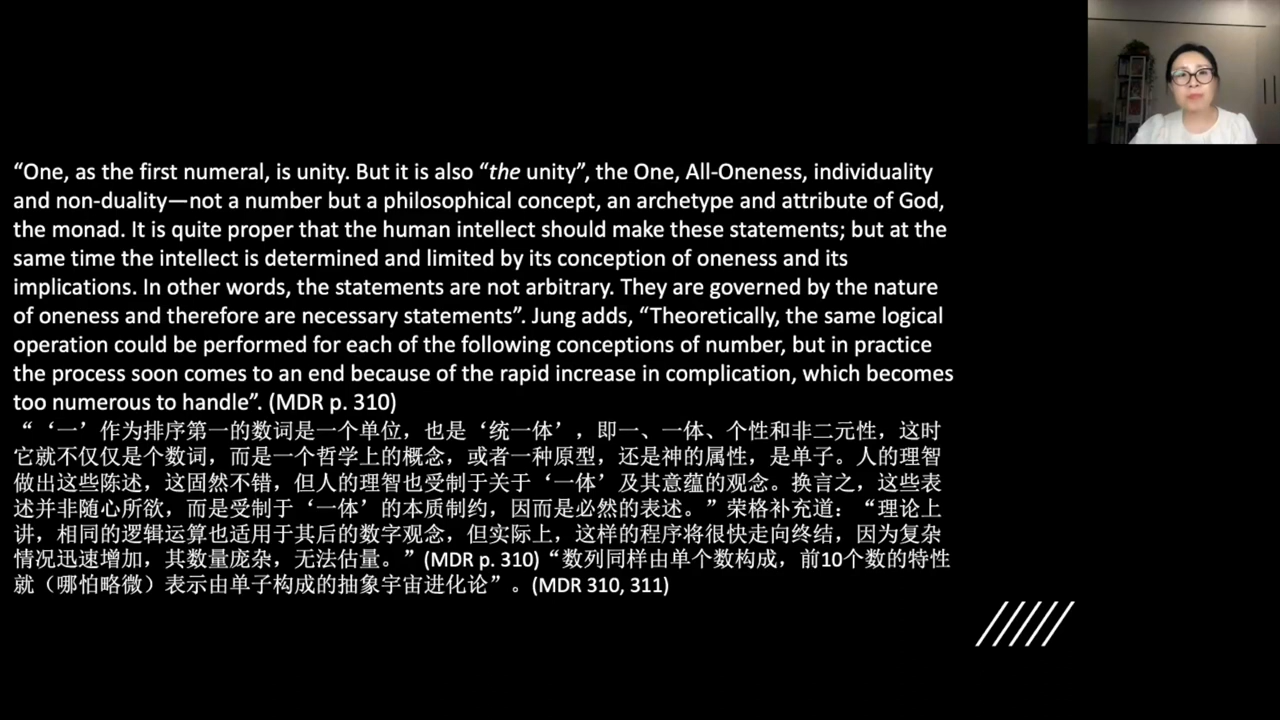 “One, as the first numeral, is unity. But it is also “the unity”, the One, All-Oneness, individuality
and non-duality—not a number but a philosophical concept, an archetype and attribute of God,
the monad. It is quite proper that the human intellect should make these statements; but at the
same time the intellect is determined and limited by its conception of oneness and its
implications. In other words, the statements are not arbitrary. They are governed by the nature
of oneness and therefore are necessary statements”. Jung adds, “Theoretically, the same logical
operation could be performed for each of the following conceptions of number, but in practice
the process soon comes to an end because of the rapid increase in complication, which becomes
too numerous to handle”. (MDR p. 310)
“‘一’作为排序第一的数词是一个单位，也是‘统一体’，即一、一体、个性和非二元性，这时
它就不仅仅是个数词，而是一个哲学上的概念，或者一种原型，还是神的属性，是单子。人的理智
做出这些陈述，这固然不错，但人的理智也受制于关于‘一体’及其意蕴的观念。换言之，这些表
述并非随心所欲，而是受制于‘一体’的本质制约，因而是必然的表述。”荣格补充道：“理论上
讲，相同的逻辑运算也适用于其后的数字观念，但实际上，这样的程序将很快走向终结，因为复杂
情况迅速增加，其数量庞杂，无法估量。”(MDR p. 310)“数列同样由单个数构成，前10个数的特性
就（哪怕略微）表示由单子构成的抽象宇宙进化论”。(MDR 310, 311)